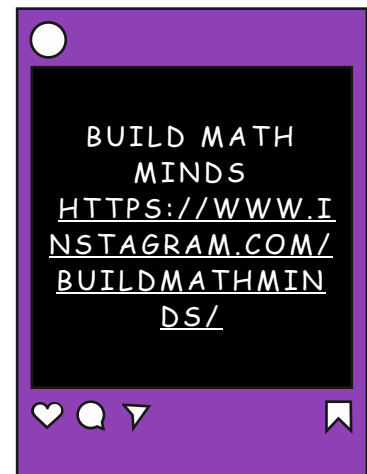 BUILD MATH
MINDS
HTTPS://WWW.I
NSTAGRAM.COM/
BUILDMATHMIN
DS/